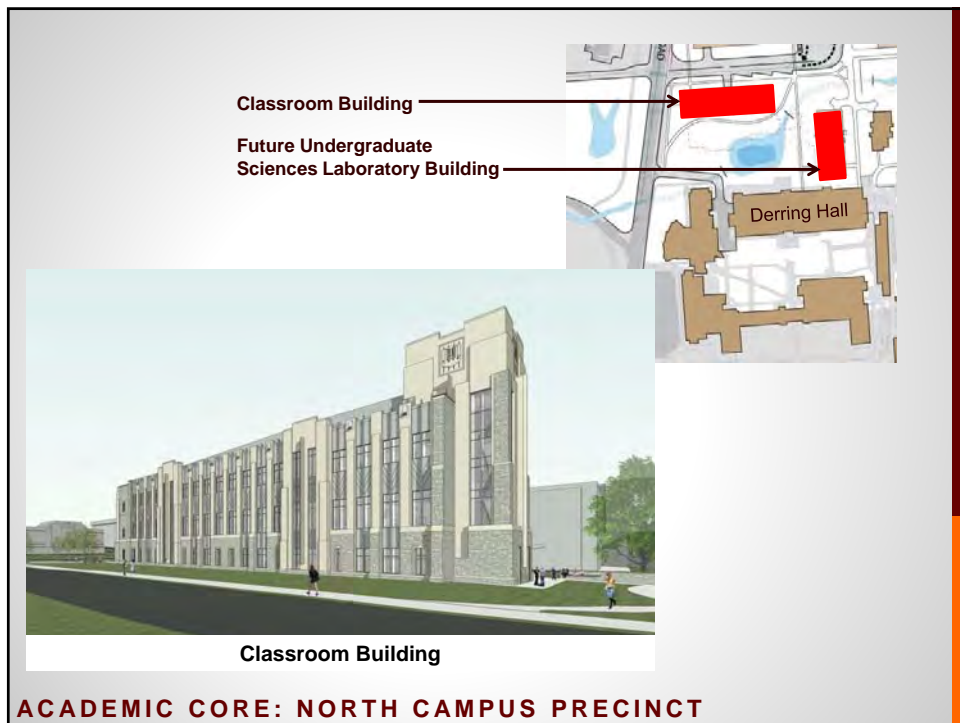 Classroom Building
Future Undergraduate
Sciences Laboratory Building
Derring Hall
Classroom Building
ACADEMIC CORE: NORTH CAMPUS PRECINCT